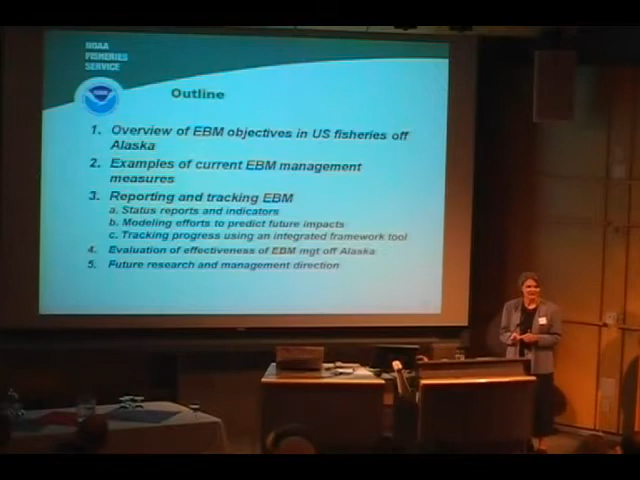 NOAA
FISHERIES
SERVICE
Outline
1. Overview of EBM objectives in US fisheries off
Alaska
2. Examples of current EBM management
measures
3. Reporting and tracking EBM
a. Status reports and indicators
b. Modeling efforts to predict future impacts
c. Tracking progress using an integrated framework tool
4. Evaluation of effectiveness of EBM mgt off Alaska
5. Future research and management direction